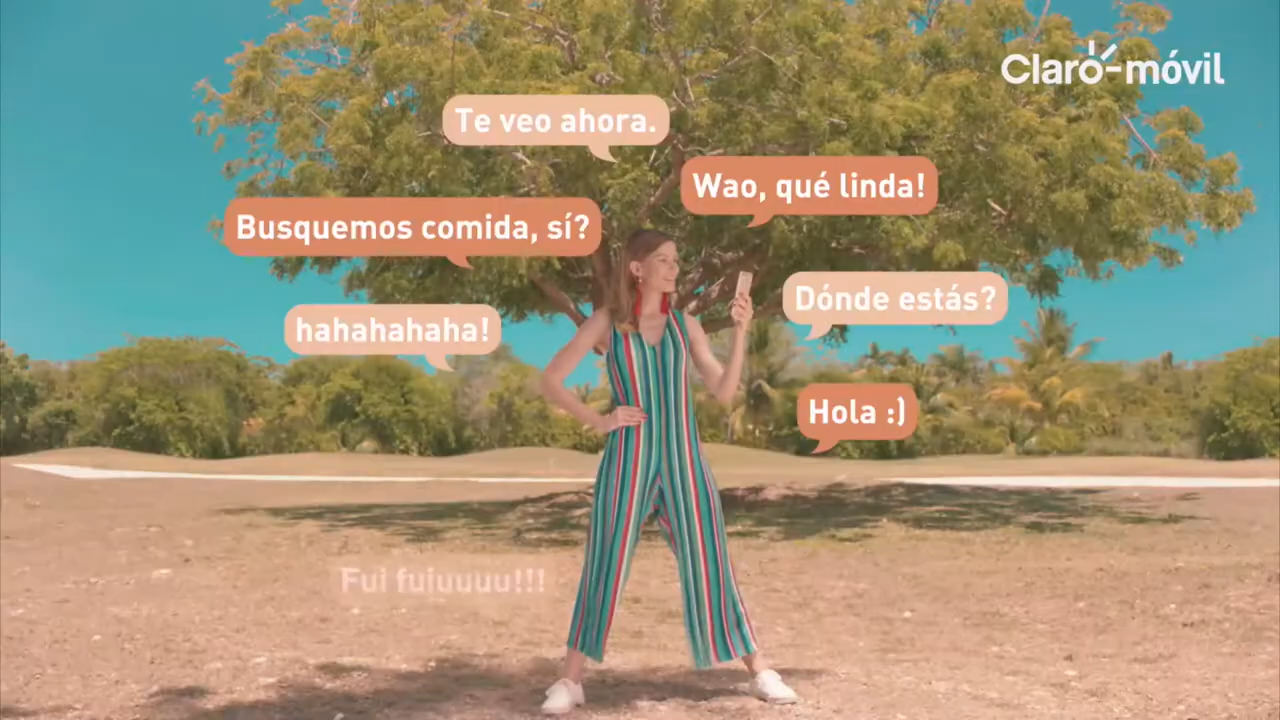 Claro-móvil
Te veo ahora.
Wao, qué linda!
Busquemos comida, sí?
Dónde estás?
hahahahaha!
Hola :)
Fui fuiuuuu!!!